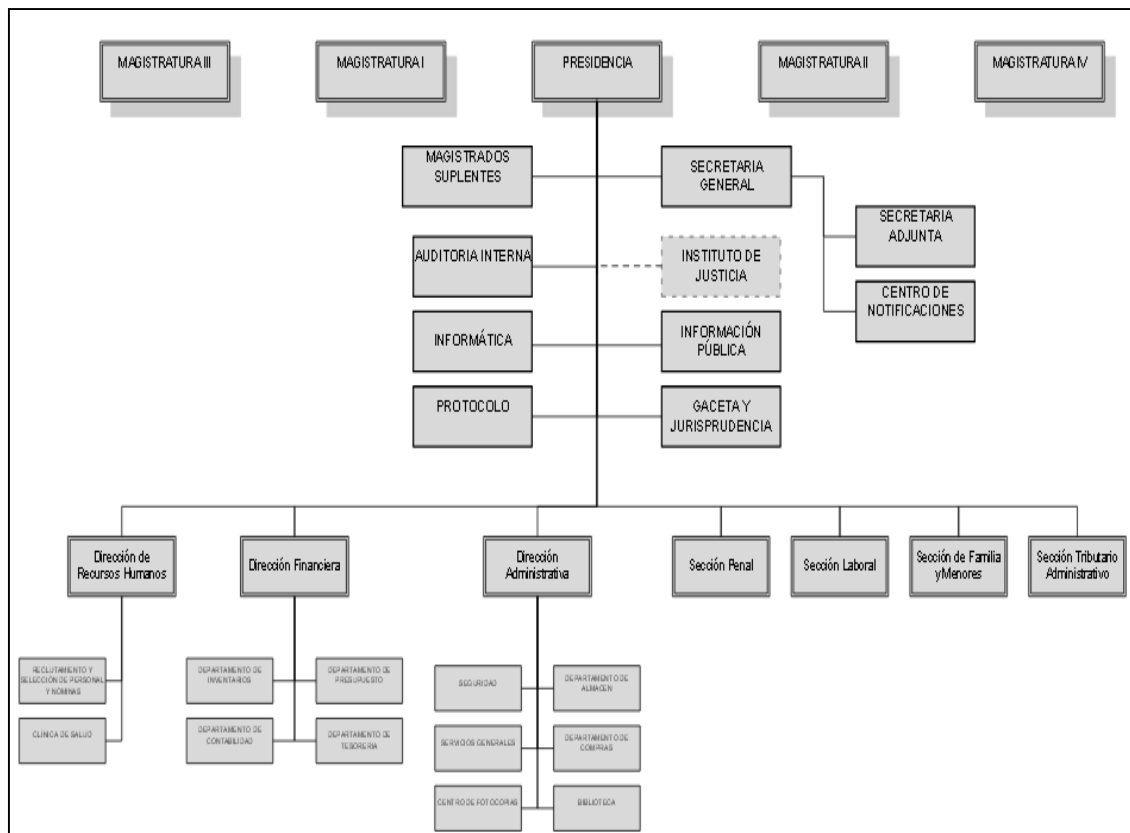 MAGISTRATURA III
MAGISTRATURA I
PRESIDENCIA
MAGISTRATURA II
MAGISTRATURA IV
MAGISTRADOS
SUPLENTES
SECRETARIA
GENERAL
SECRETARIA
ADJUNTA
AUDITORIA INTERNA
INSTITUTO DE
JUSTICIA
CENTRO DE
NOTIFICACIONES
INFORMÁTICA
INFORMACIÓN
PÚBLICA
PROTOCOLO
GACETA Y
JURISPRUDENCIA
Dirección de
Recursos Humanos
Dirección Financiera
Dirección
Administrativa
Sección Penal
Sección Laboral
Sección de Familia
y Menores
Sección Tributario
Administrativo
RECLUTAMIENTO Y
SELECCIÓN DE PERSONAL
Y NÓMINAS
CLÍNICA DE SALUD
DEPARTAMENTO DE
INVENTARIOS
DEPARTAMENTO DE
PRESUPUESTO
DEPARTAMENTO DE
CONTABILIDAD
DEPARTAMENTO DE
TESORERIA
SEGURIDAD
DEPARTAMENTO DE
ALMACEN
SERVICIOS GENERALES
DEPARTAMENTO DE
COMPRAS
CENTRO DE FOTOCOPIAS
BIBLIOTECA